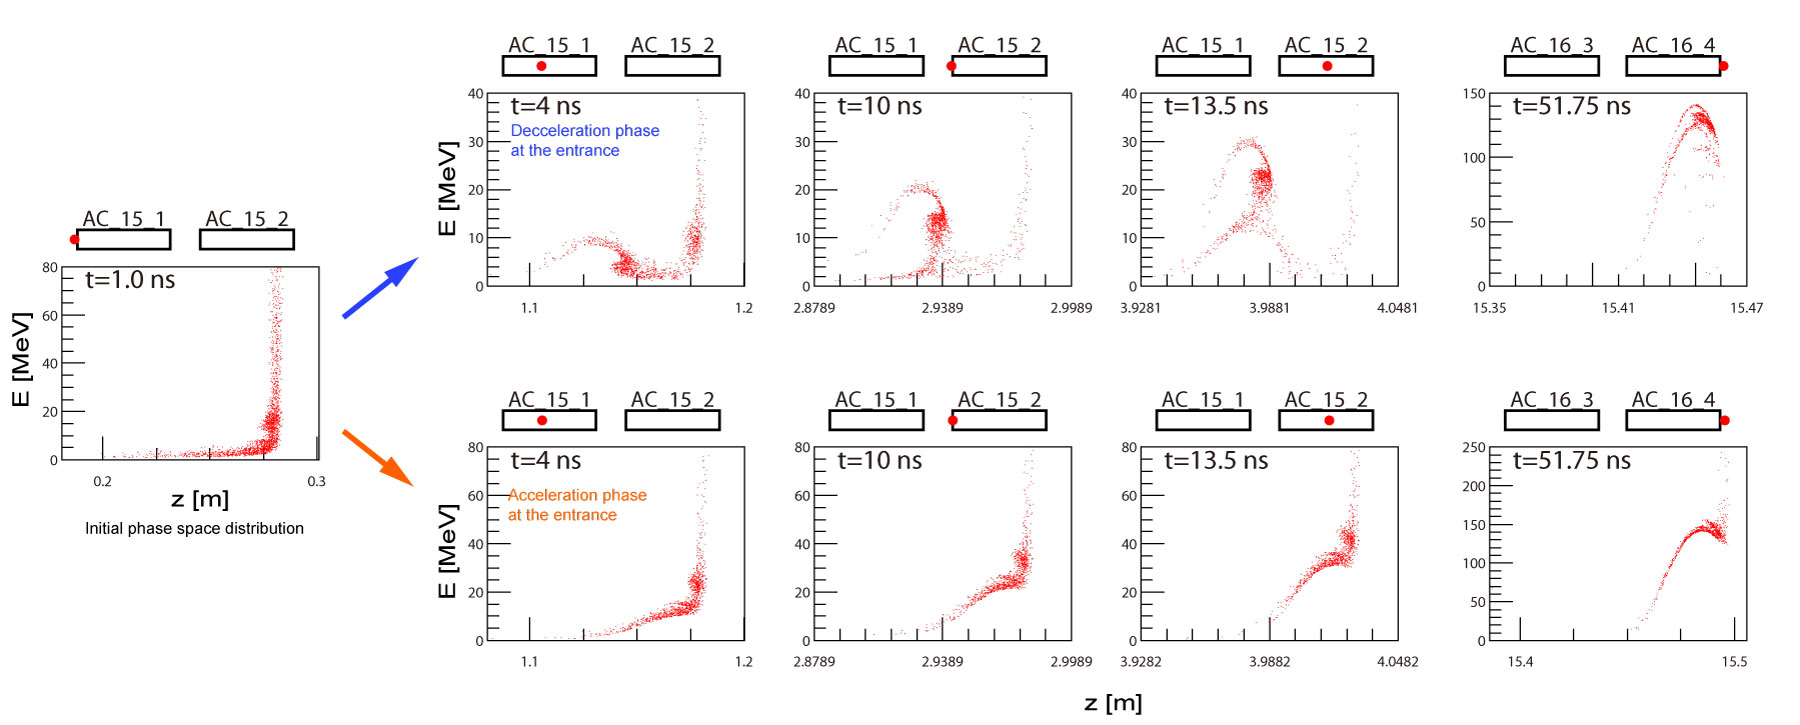 AC_15_1 AC_15_2
t=1.0 ns
80
60
40
20
0
E [MeV]
0.2 0.3
z [m]
Initial phase space distribution
AC_15_1 AC_15_2
t=4 ns
Decceleration phase
at the entrance
40
30
20
10
0
E [MeV]
1.1 1.2
AC_15_1 AC_15_2
t=10 ns
40
30
20
10
0
2.8789 2.9389 2.9989
AC_15_1 AC_15_2
t=13.5 ns
40
30
20
10
0
3.9281 3.9881 4.0481
AC_16_3 AC_16_4
t=51.75 ns
150
100
50
0
15.35 15.41 15.47
AC_15_1 AC_15_2
t=4 ns
Acceleration phase
at the entrance
80
60
40
20
0
E [MeV]
1.1 1.2
AC_15_1 AC_15_2
t=10 ns
80
60
40
20
0
2.8789 2.9389 2.9989
AC_15_1 AC_15_2
t=13.5 ns
80
60
40
20
0
3.9282 3.9882 4.0482
AC_16_3 AC_16_4
t=51.75 ns
250
200
150
100
50
0
15.4 15.5
z [m]